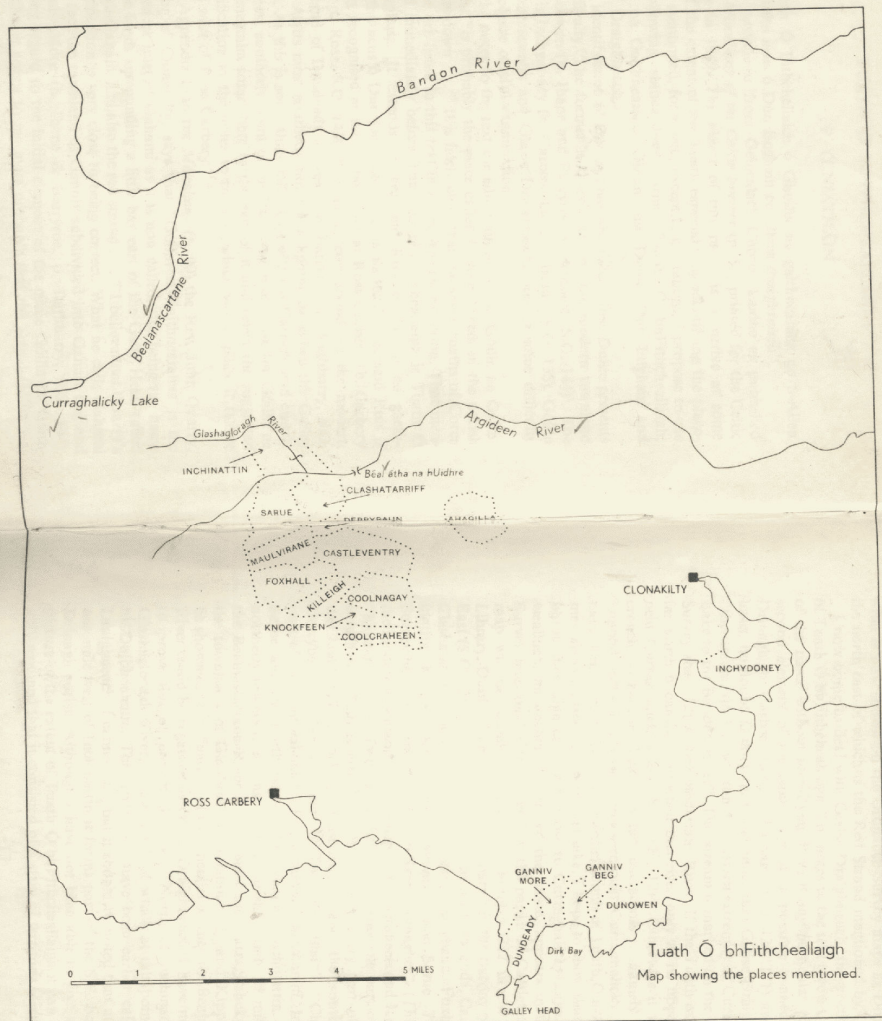 Bandon River
Bealanascartane River
Curraghalicky Lake
Glashagloragh River
Argideen River
INCHINATTIN
Béal átha na hUidhre
CLASHATARRIFF
SARUE
DERRYBAUN
AHAGILLA
MAULVIRANE
CASTLEVENTRY
FOXHALL
KILLEIGH
COOLNAGAY
KNOCKFEEN
COOLCRAHEEN
CLONAKILTY
INCHYDONEY
ROSS CARBERY
GANNIV
MORE
GANNIV
BEG
DUNOWEN
DUNDEADY
Dirk Bay
Tuath Ó bhFithcheallaigh
Map showing the places mentioned.
0 1 2 3 4 5 MILES
GALLEY HEAD